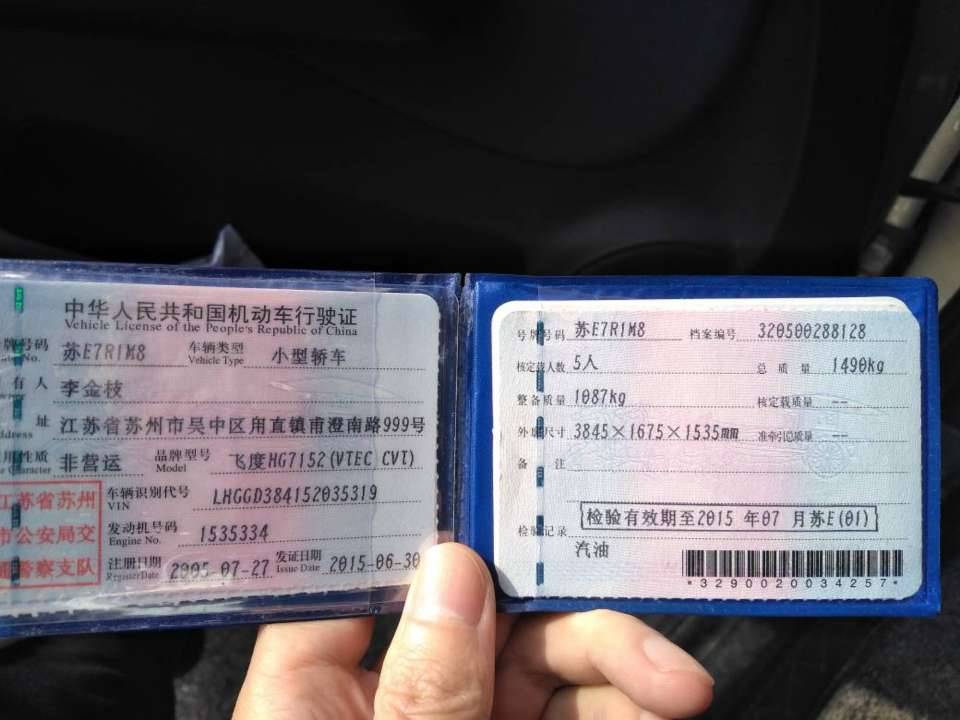 中华人民共和国机动车行驶证
Vehicle License of the People's Republic of China
牌号码 苏E7R1M8 车辆类型 小型轿车
Vehicle Type
有人 李金枝
址 江苏省苏州市吴中区甪直镇甫澄南路999号
性质 非营运 品牌型号 飞度HG7152(VTEC CVT)
Character Model
江苏省苏州
市公安局交
通警察支队
车辆识别代号 LHGGD384152035319
VIN
发动机号码 1535334
Engine No.
注册日期 2005-07-27 发证日期 2015-06-30
Register Date Issue Date
号牌号码 苏E7R1M8 档案编号 320500288128
核定载人数 5人 总质量 1490kg
整备质量 1087kg 核定载质量 --
外廓尺寸 3845×1675×1535mm 准牵引总质量 --
备注
检验记录 检验有效期至2015年07月苏E(01)
汽油
*3290020034257*